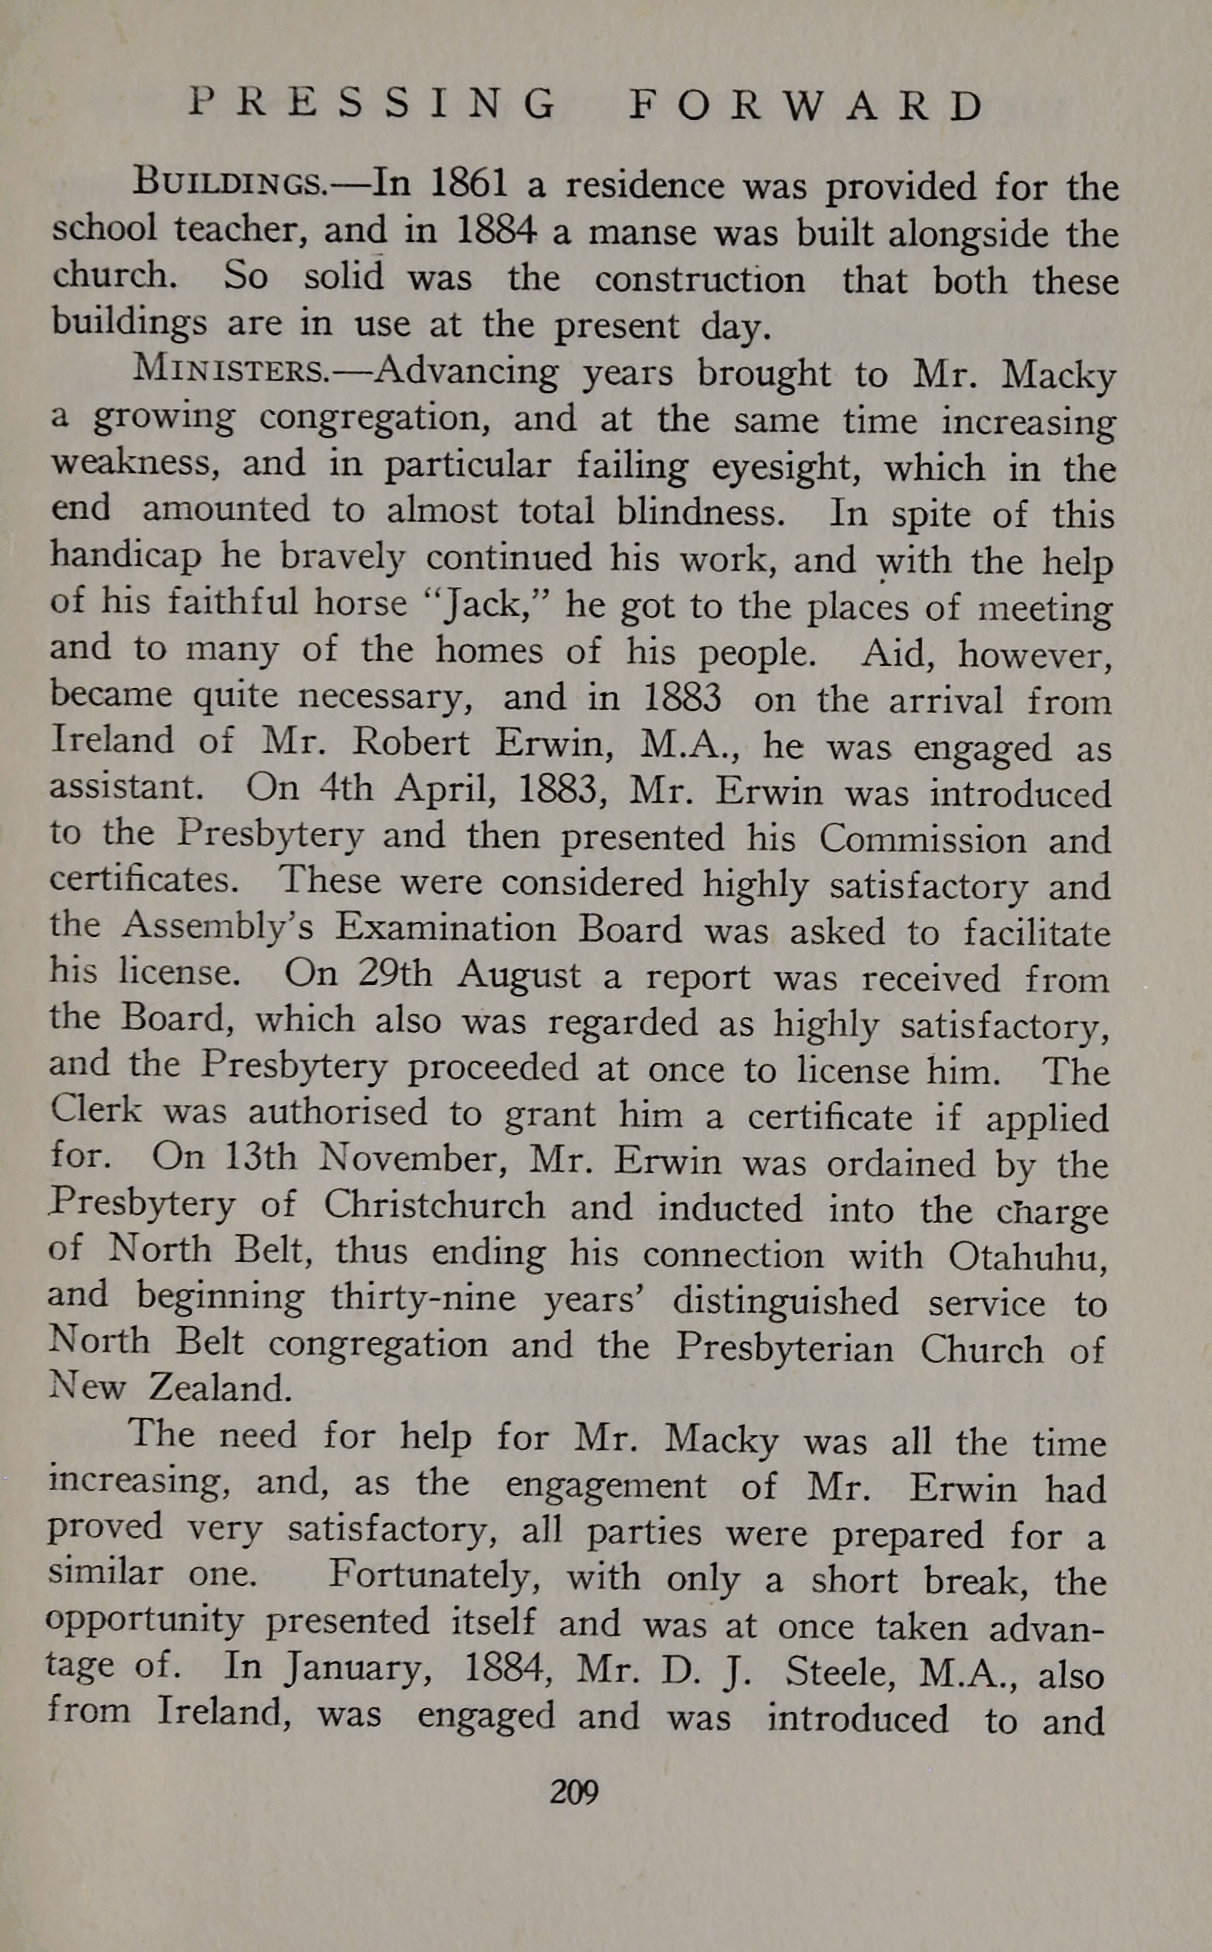 PRESSING FORWARD
BUILDINGS.—In 1861 a residence was provided for the
school teacher, and in 1884 a manse was built alongside the
church. So solid was the construction that both these
buildings are in use at the present day.
MINISTERS.—Advancing years brought to Mr. Macky
a growing congregation, and at the same time increasing
weakness, and in particular failing eyesight, which in the
end amounted to almost total blindness. In spite of this
handicap he bravely continued his work, and with the help
of his faithful horse “Jack,” he got to the places of meeting
and to many of the homes of his people. Aid, however,
became quite necessary, and in 1883 on the arrival from
Ireland of Mr. Robert Erwin, M.A., he was engaged as
assistant. On 4th April, 1883, Mr. Erwin was introduced
to the Presbytery and then presented his Commission and
certificates. These were considered highly satisfactory and
the Assembly’s Examination Board was asked to facilitate
his license. On 29th August a report was received from
the Board, which also was regarded as highly satisfactory,
and the Presbytery proceeded at once to license him. The
Clerk was authorised to grant him a certificate if applied
for. On 13th November, Mr. Erwin was ordained by the
Presbytery of Christchurch and inducted into the charge
of North Belt, thus ending his connection with Otahuhu,
and beginning thirty-nine years’ distinguished service to
North Belt congregation and the Presbyterian Church of
New Zealand.
The need for help for Mr. Macky was all the time
increasing, and, as the engagement of Mr. Erwin had
proved very satisfactory, all parties were prepared for a
similar one. Fortunately, with only a short break, the
opportunity presented itself and was at once taken advan-
tage of. In January, 1884, Mr. D. J. Steele, M.A., also
from Ireland, was engaged and was introduced to and
209